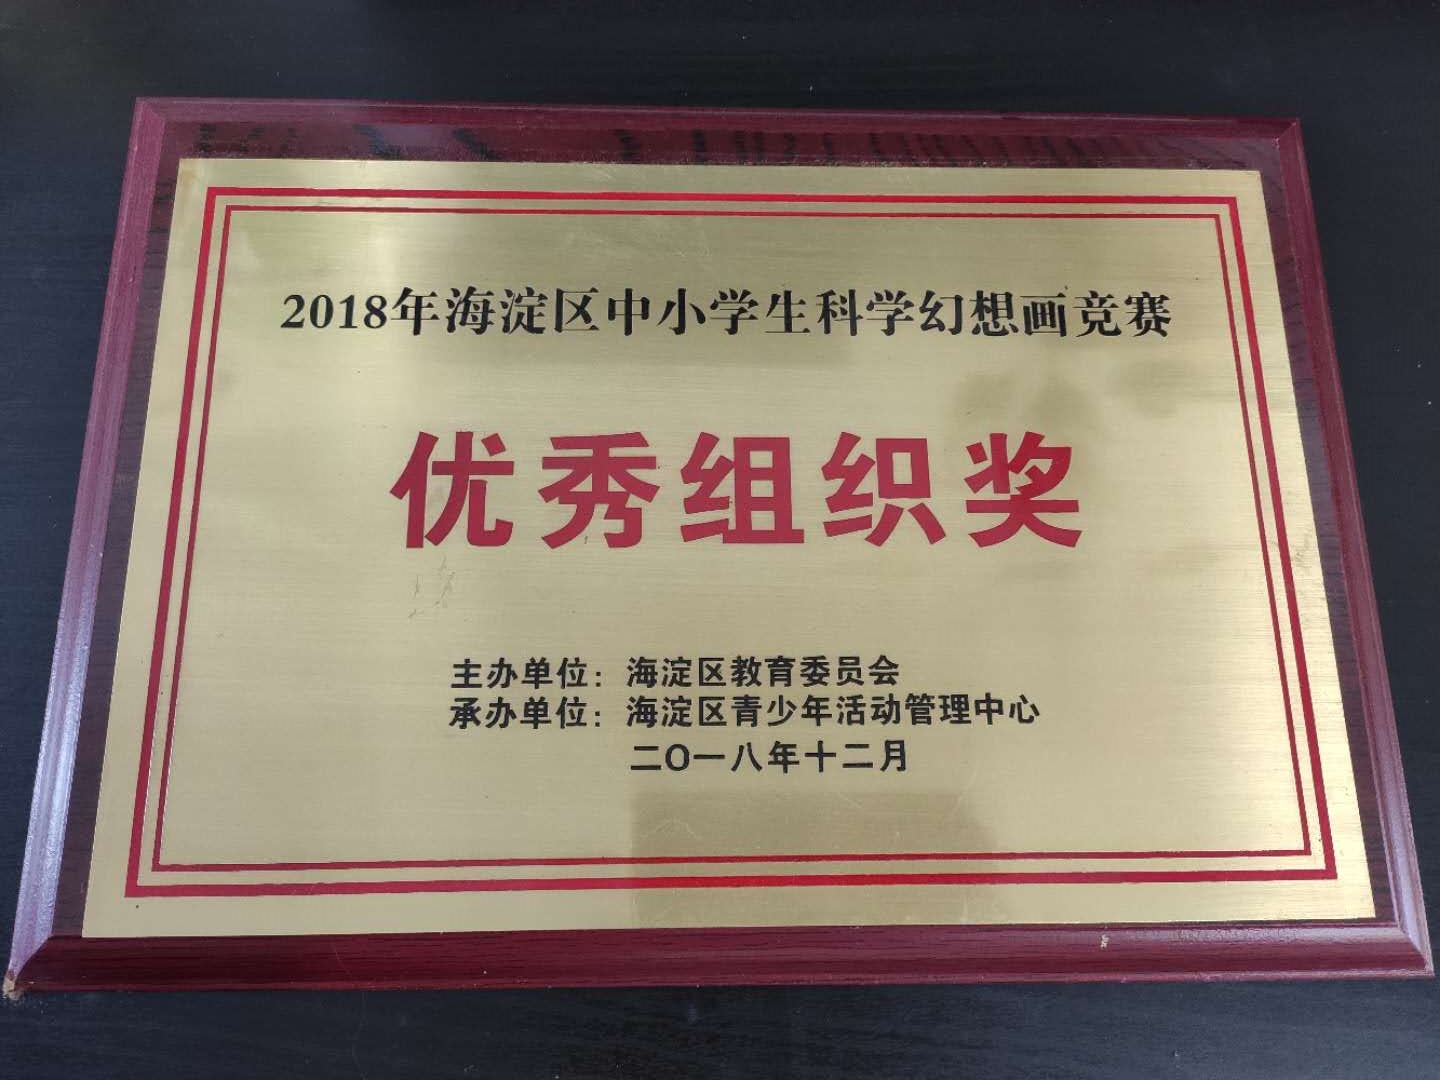 2018年海淀区中小学生科学幻想画竞赛
优秀组织奖
主办单位：海淀区教育委员会
承办单位：海淀区青少年活动管理中心
二〇一八年十二月